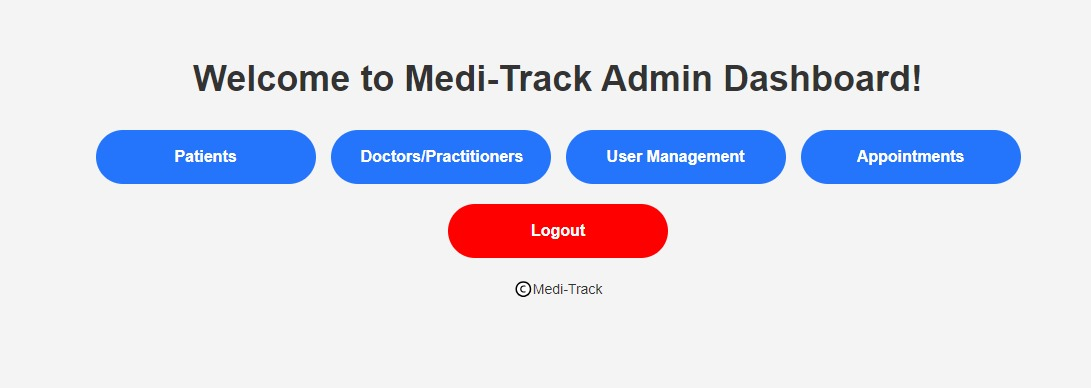 Welcome to Medi-Track Admin Dashboard!
Patients Doctors/Practitioners User Management Appointments
Logout
©Medi-Track